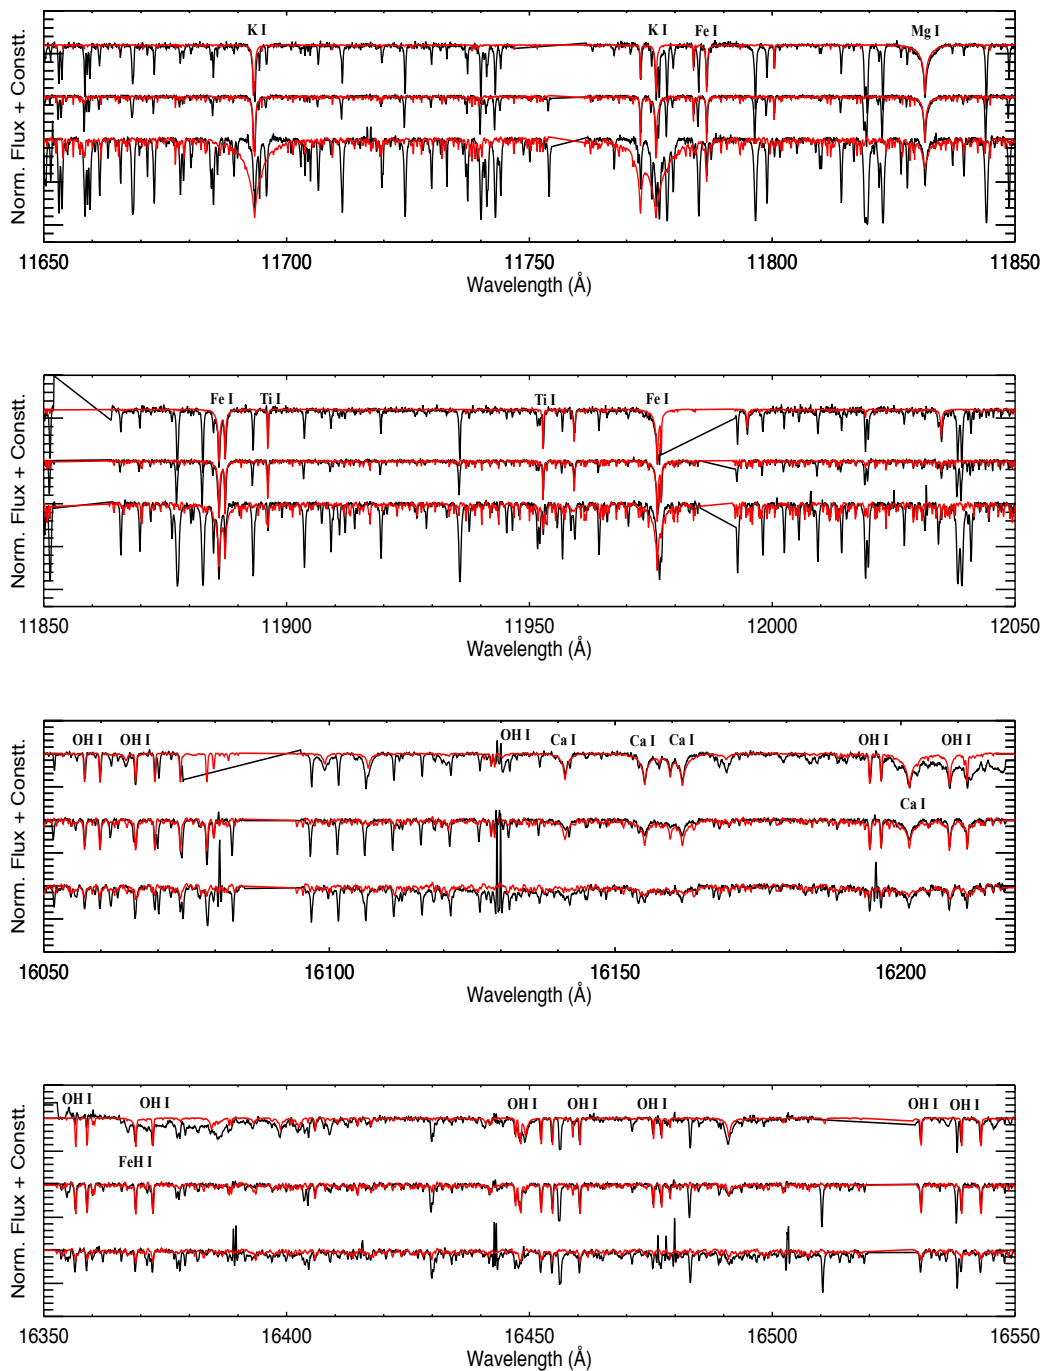 K I K I Fe I Mg I
Norm. Flux + Constt.
11650 11700 11750 11800 11850
Wavelength (Å)
Fe I Ti I Ti I Fe I
Norm. Flux + Constt.
11850 11900 11950 12000 12050
Wavelength (Å)
OH I OH I OH I Ca I Ca I Ca I OH I OH I
Ca I
Norm. Flux + Constt.
16050 16100 16150 16200
Wavelength (Å)
OH I OH I OH I OH I OH I OH I OH I
FeH I
Norm. Flux + Constt.
16350 16400 16450 16500 16550
Wavelength (Å)